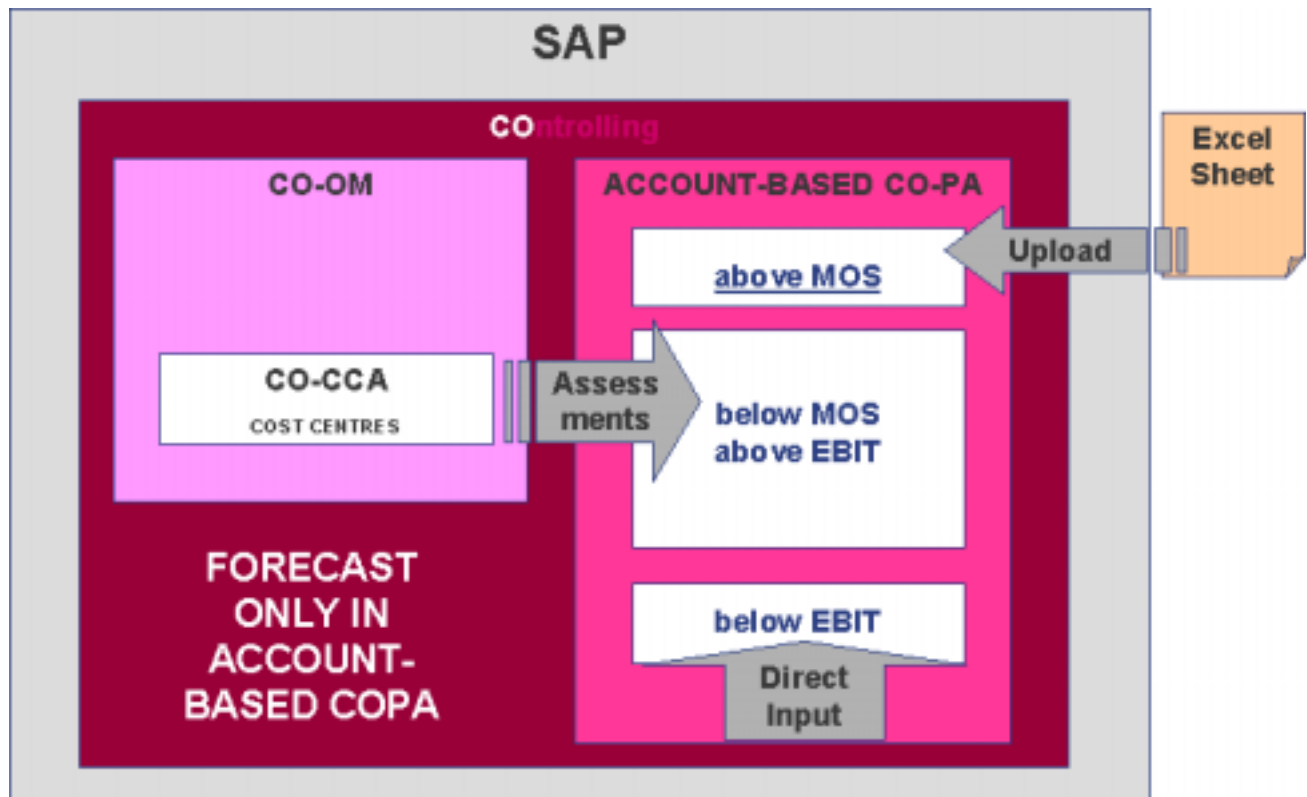 SAP
COntrolling
CO-OM
ACCOUNT-BASED CO-PA
Excel
Sheet
above MOS
Upload
CO-CCA
COST CENTRES
Assess
ments
below MOS
above EBIT
FORECAST
ONLY IN
ACCOUNT-
BASED COPA
below EBIT
Direct
Input